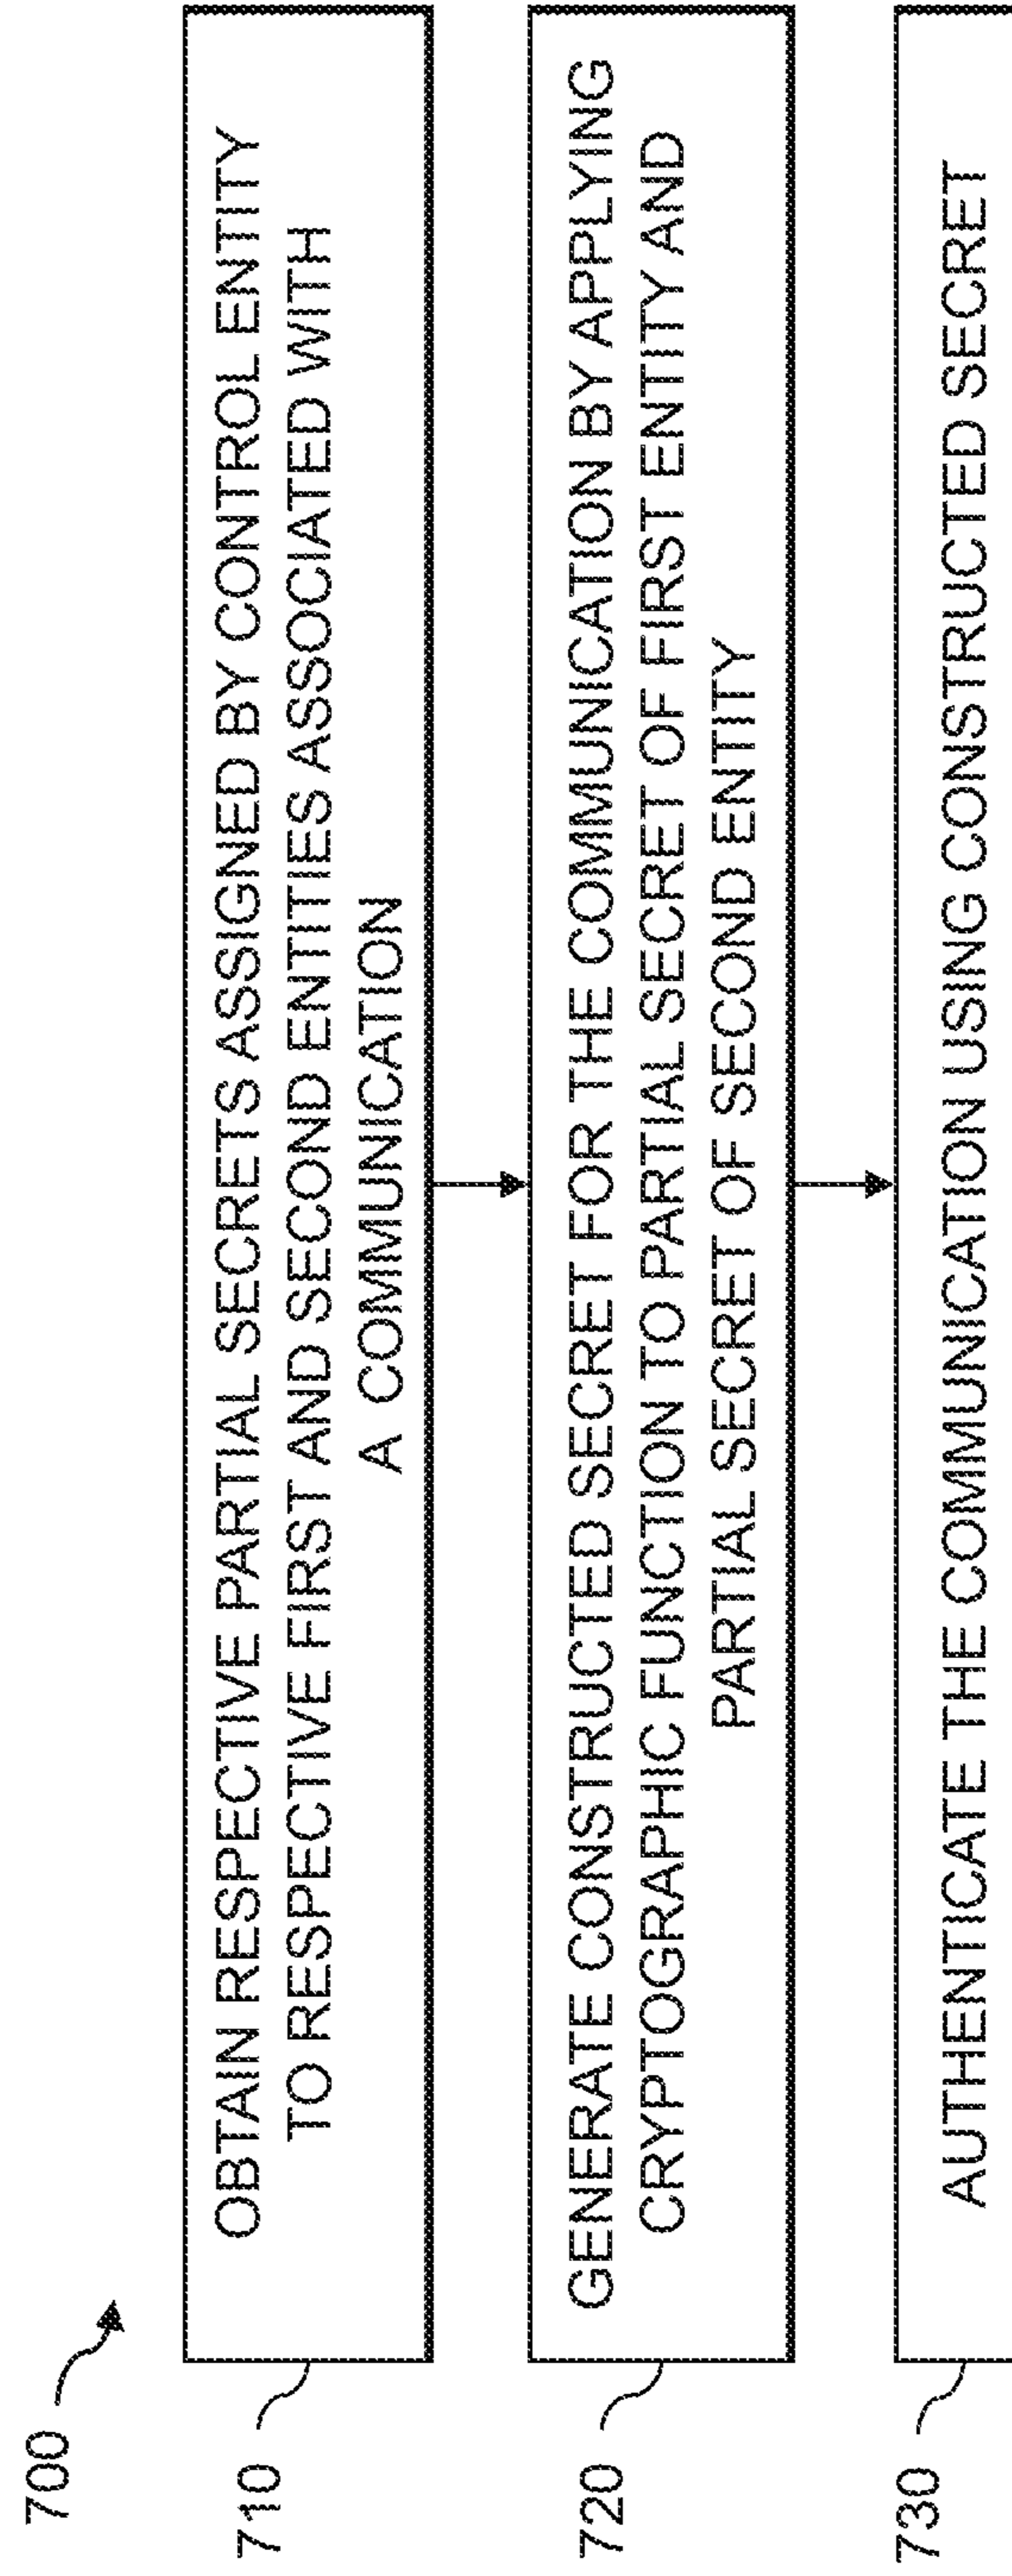 700
710
OBTAIN RESPECTIVE PARTIAL SECRETS ASSIGNED BY CONTROL ENTITY
TO RESPECTIVE FIRST AND SECOND ENTITIES ASSOCIATED WITH
A COMMUNICATION
720
GENERATE CONSTRUCTED SECRET FOR THE COMMUNICATION BY APPLYING
CRYPTOGRAPHIC FUNCTION TO PARTIAL SECRET OF FIRST ENTITY AND
PARTIAL SECRET OF SECOND ENTITY
730
AUTHENTICATE THE COMMUNICATION USING CONSTRUCTED SECRET